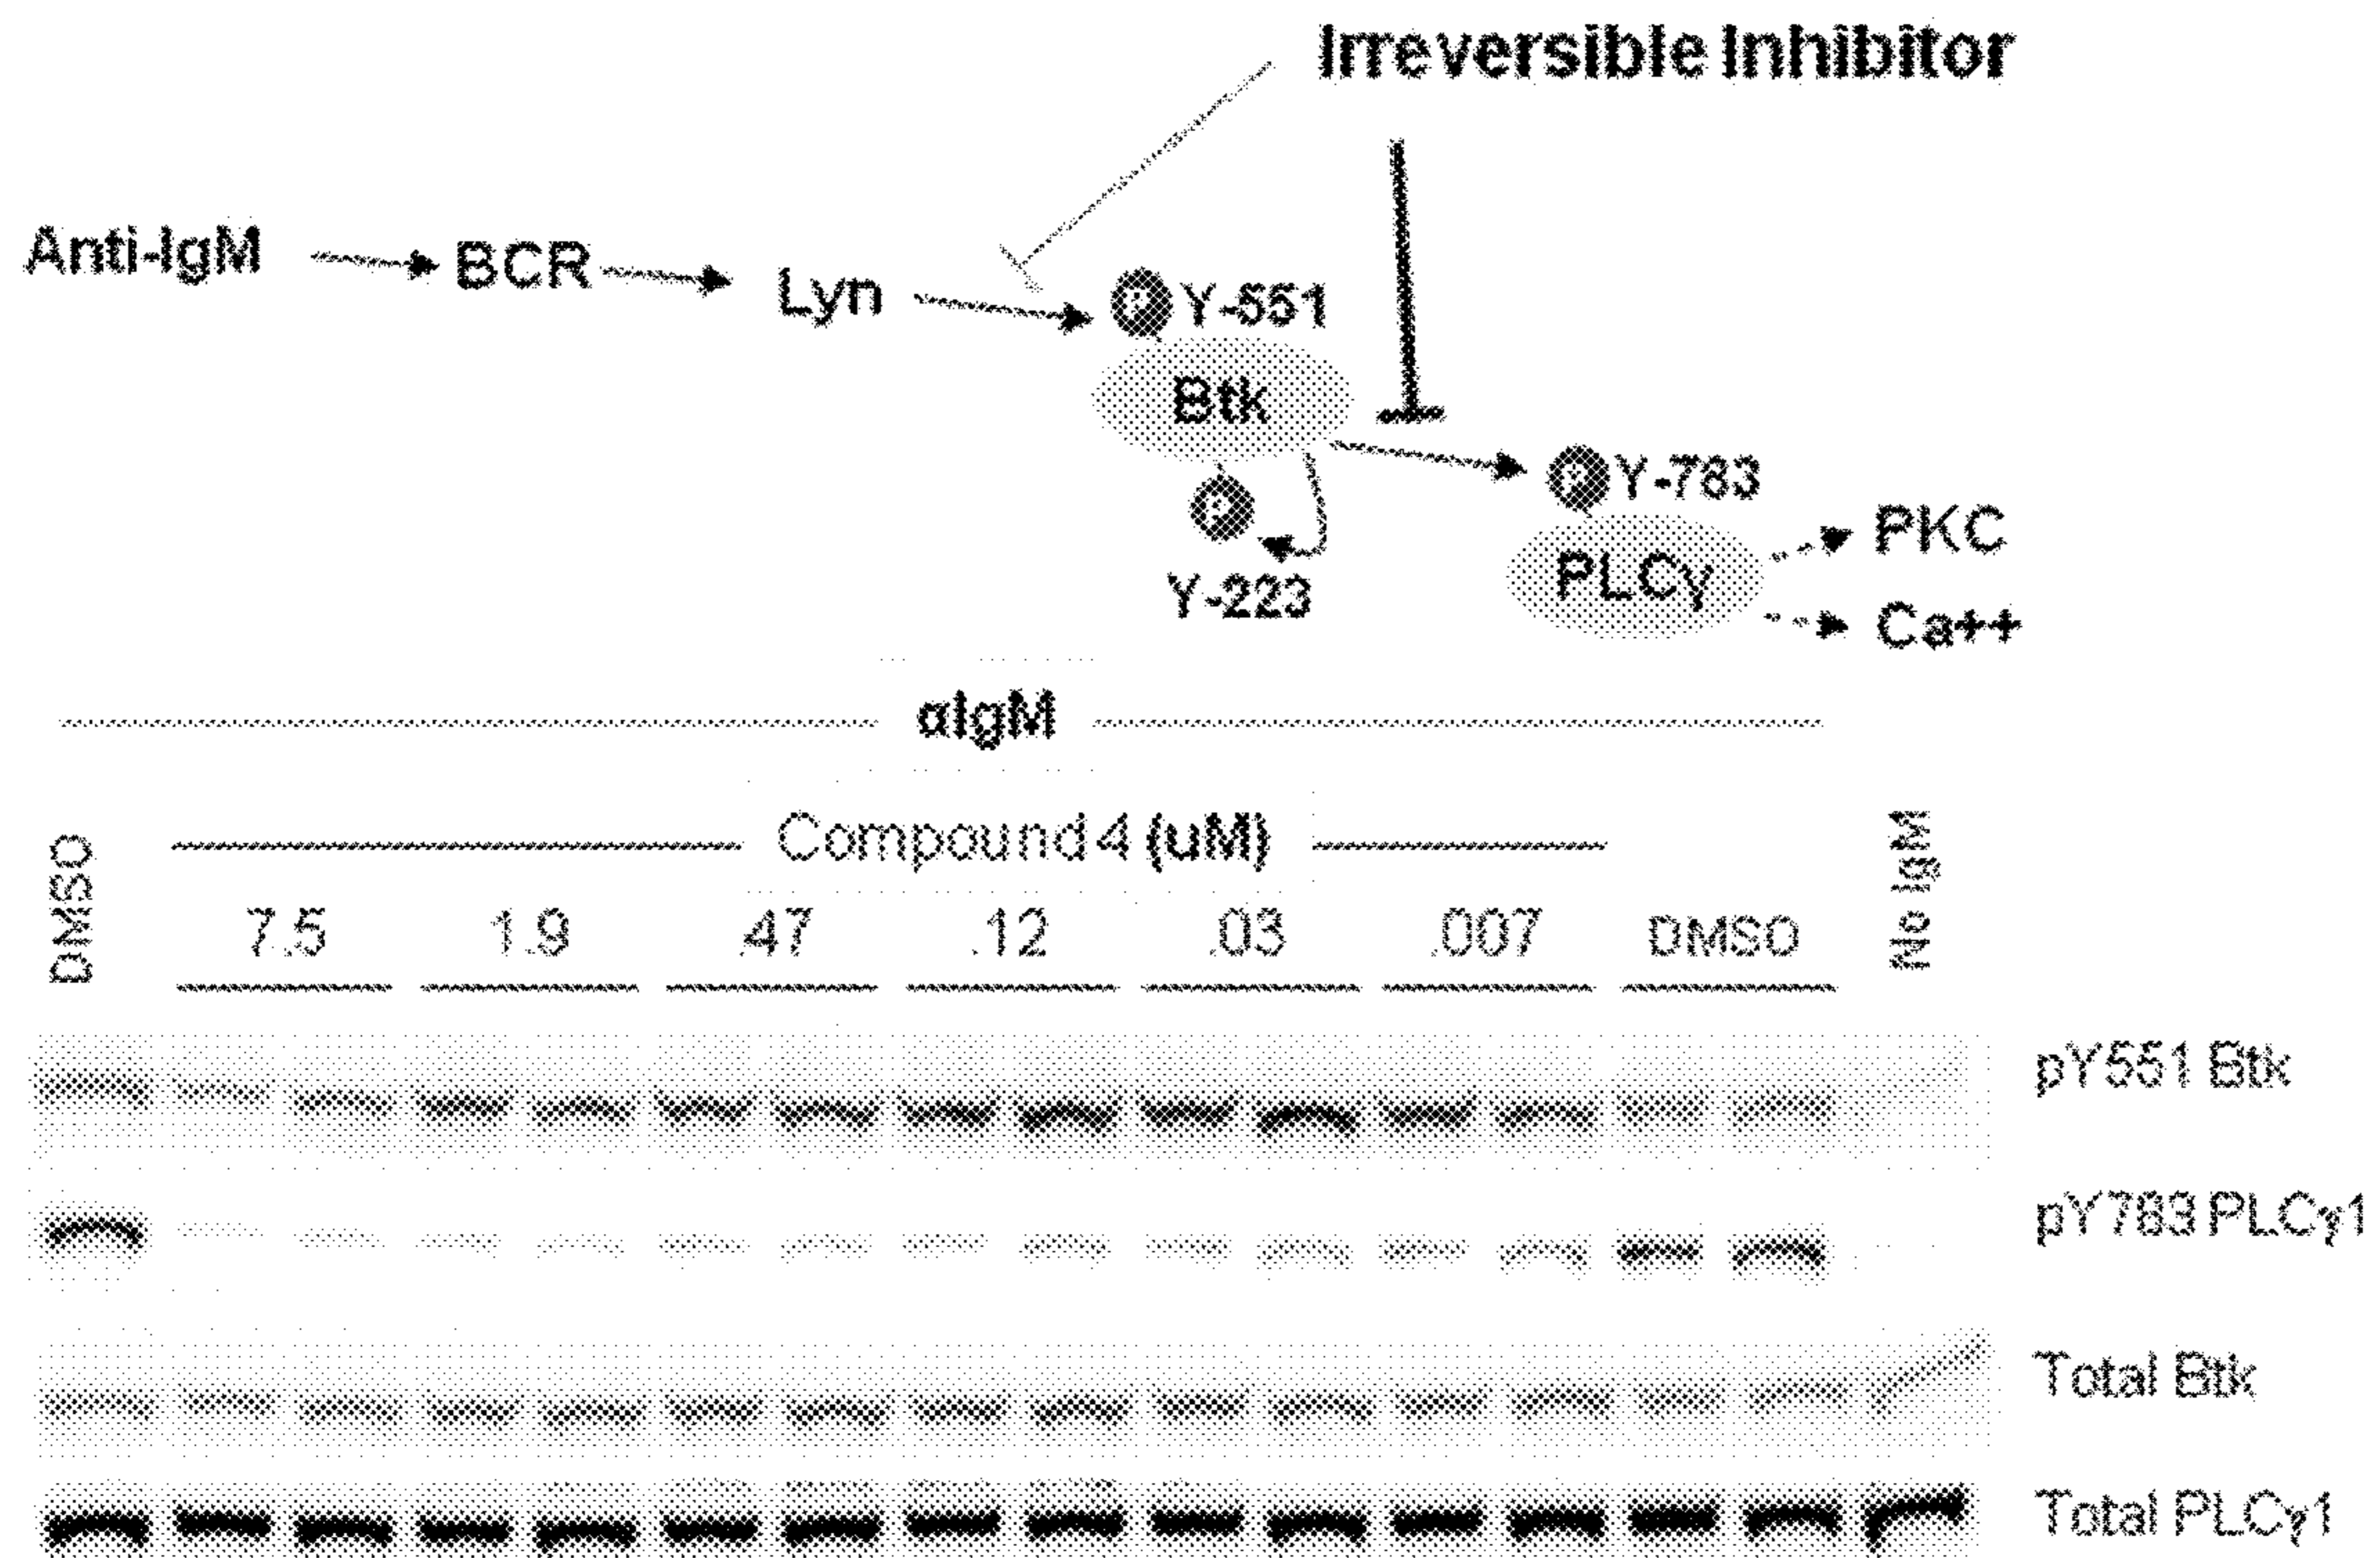 Irreversible Inhibitor
Anti-IgM
BCR
Lyn
P Y-551
Btk
P
Y-223
P Y-783
PLCγ
PKC
Ca++
αIgM
Compound 4 (uM)
DMSO 7.5 1.9 .47 .12 .03 .007 DMSO No IgM
pY551 Btk
pY783 PLCγ1
Total Btk
Total PLCγ1